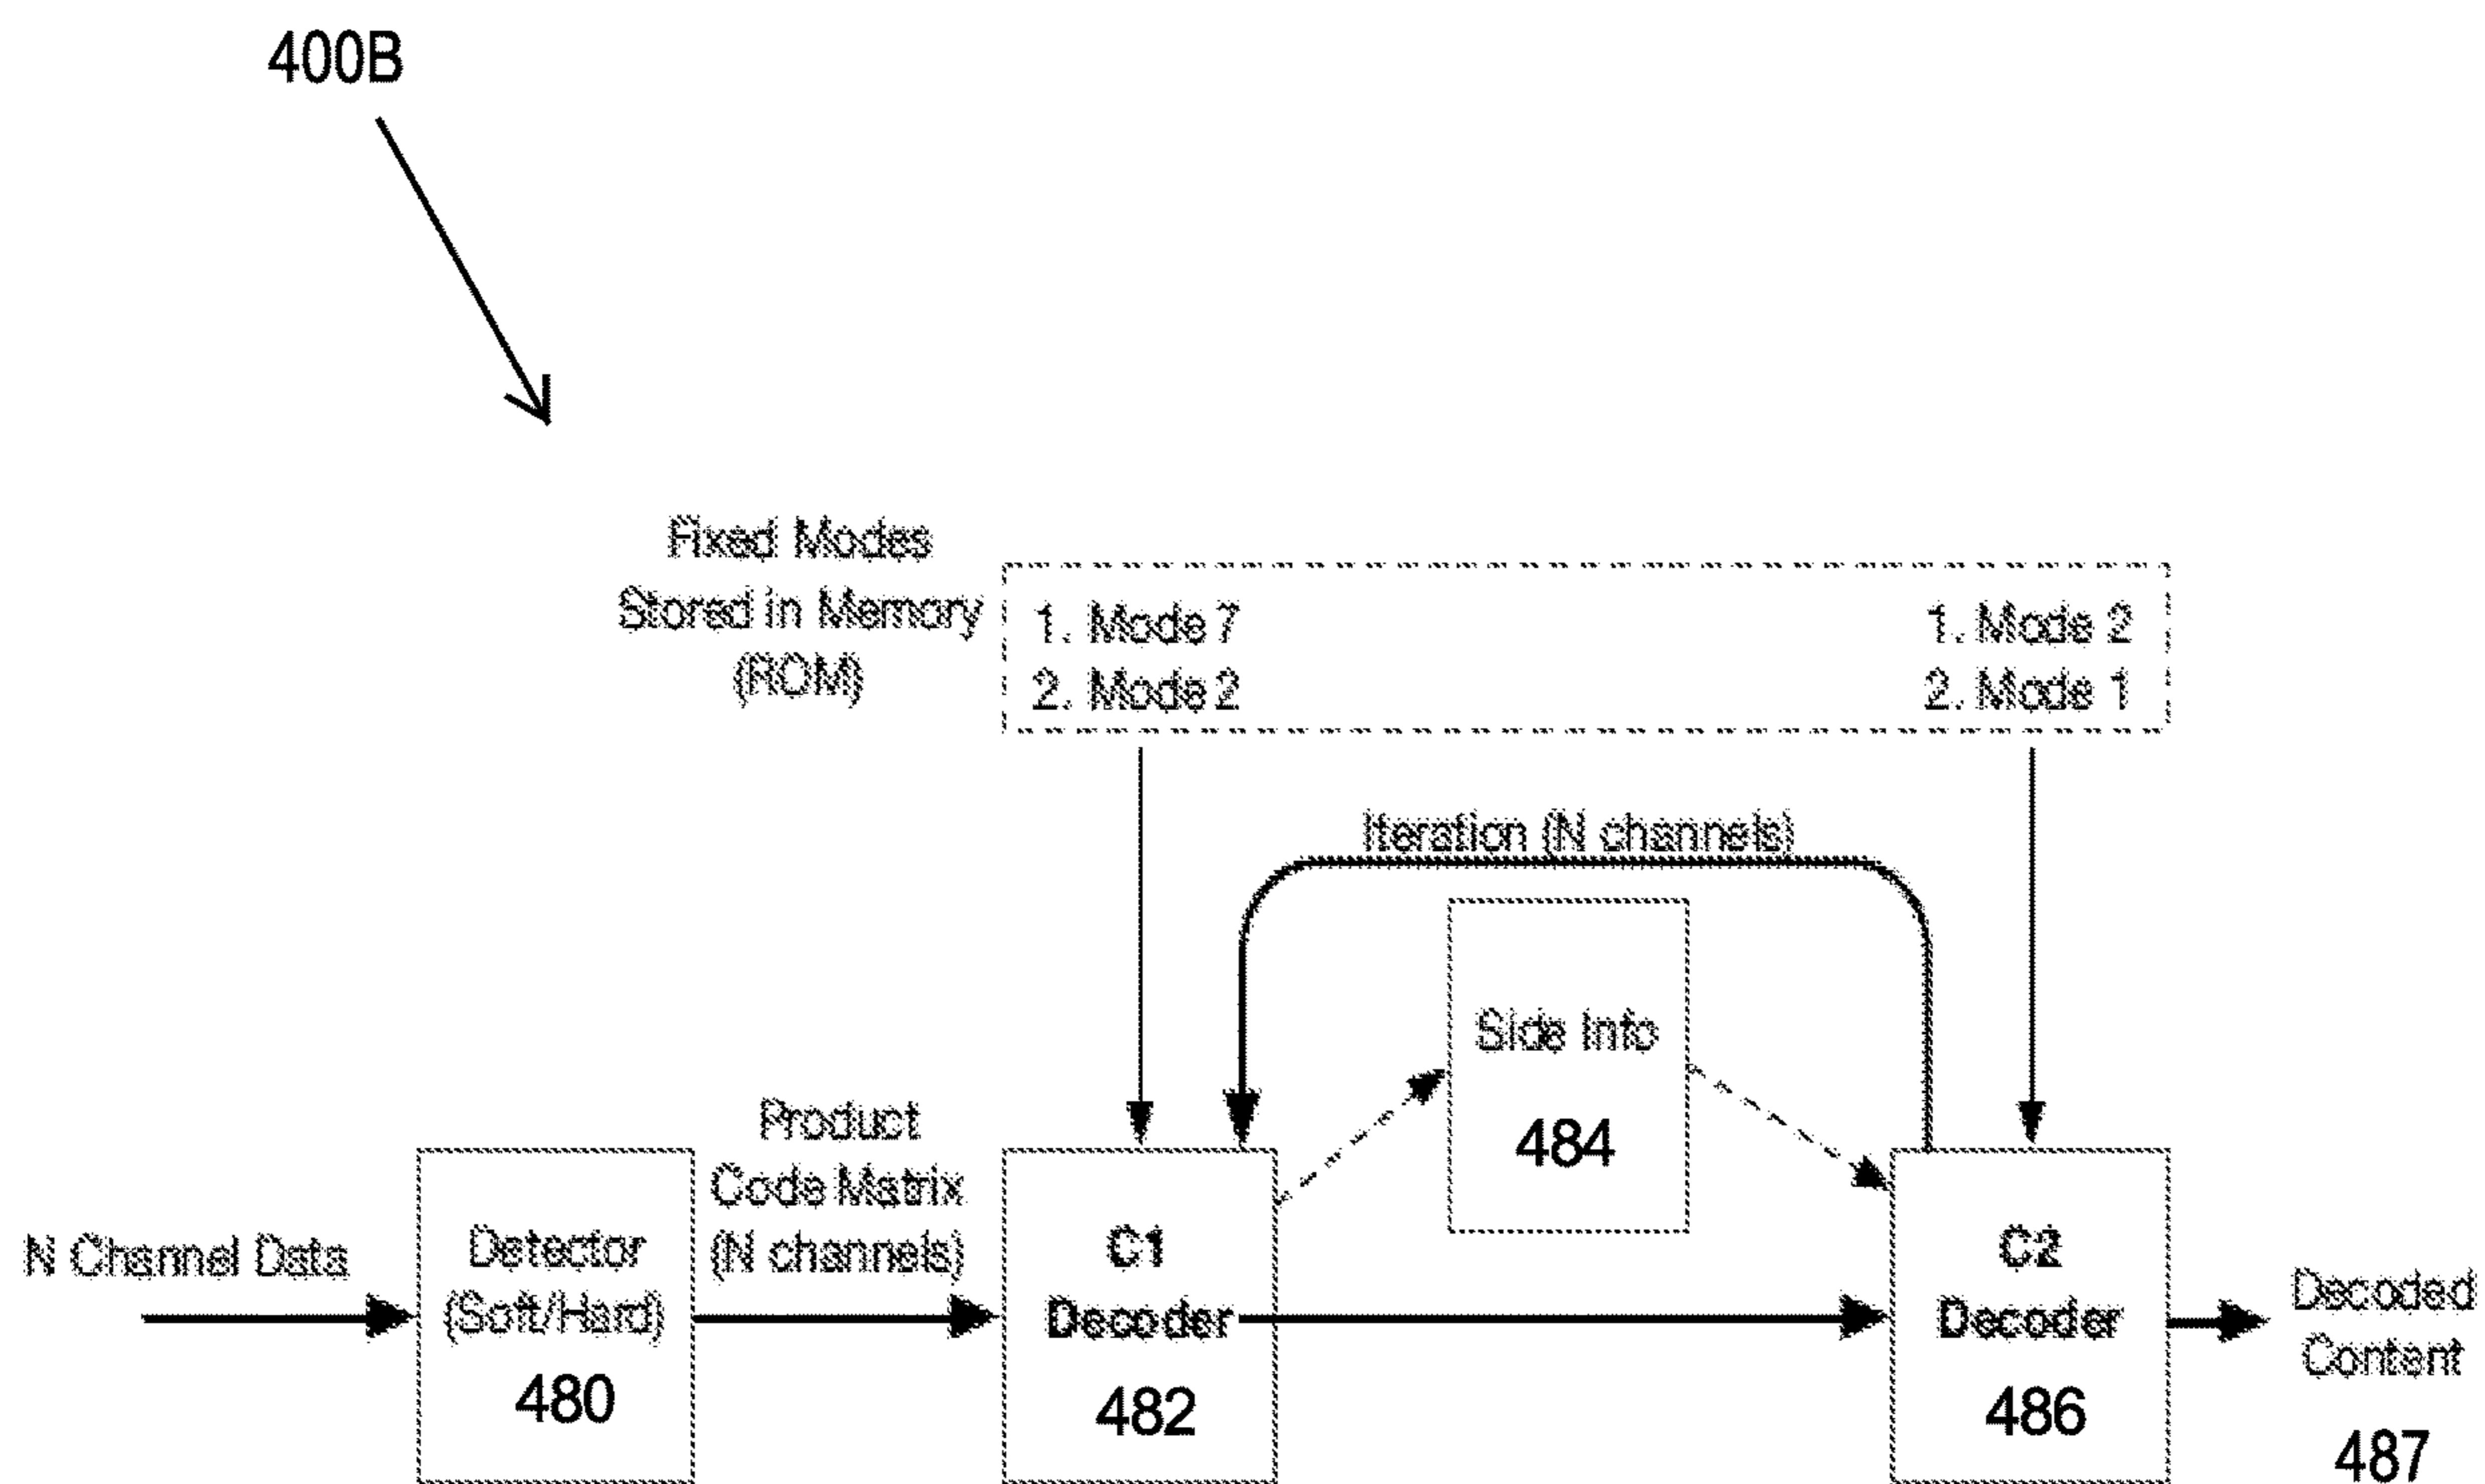 400B
Fixed Modes
Stored in Memory
(ROM)
1. Mode 7
2. Mode 2
1. Mode 2
2. Mode 1
Iteration (N channels)
Side Info
484
Product
Code Matrix
(N channels)
N Channel Data
Detector
(Soft/Hard)
480
C1
Decoder
482
C2
Decoder
486
Decoded
Content
487